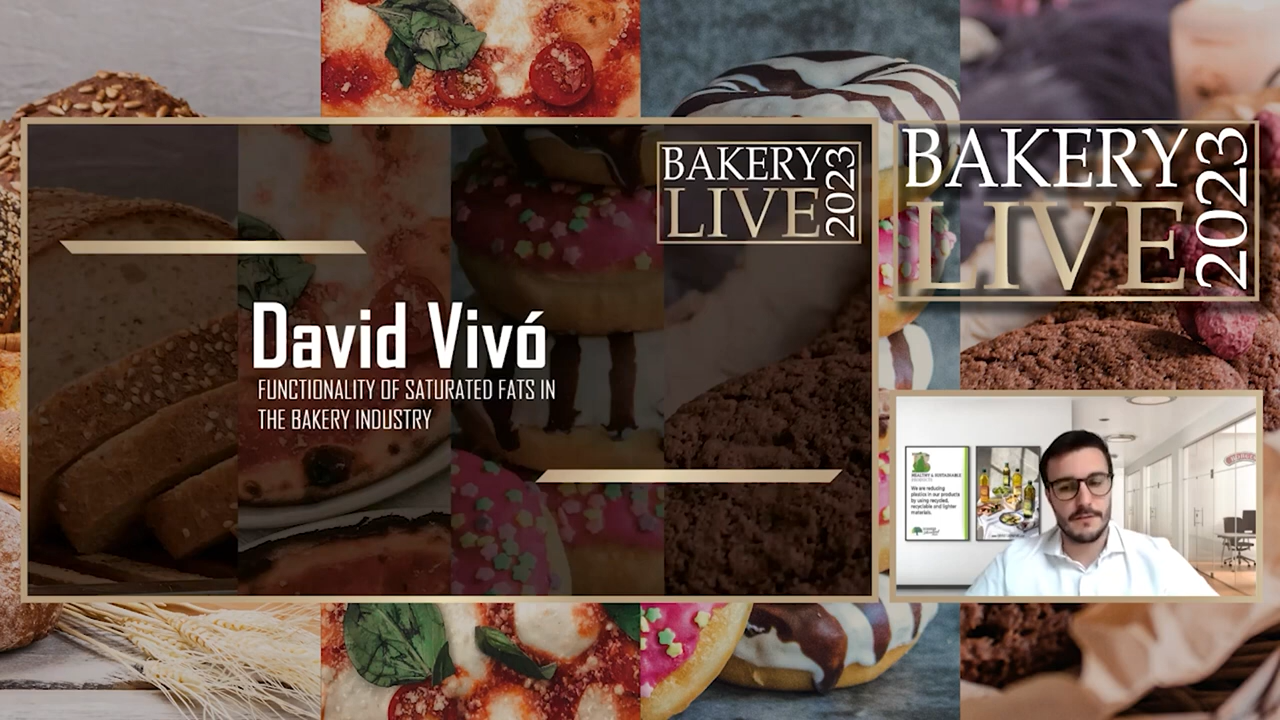 BAKERY
LIVE
2023
David Vivó
FUNCTIONALITY OF SATURATED FATS IN
THE BAKERY INDUSTRY
BAKERY
LIVE
2023
HEALTHY & SUSTAINABLE
PRODUCTS
We are reducing
plastics in our products
by using recycled,
recyclable and lighter
materials.